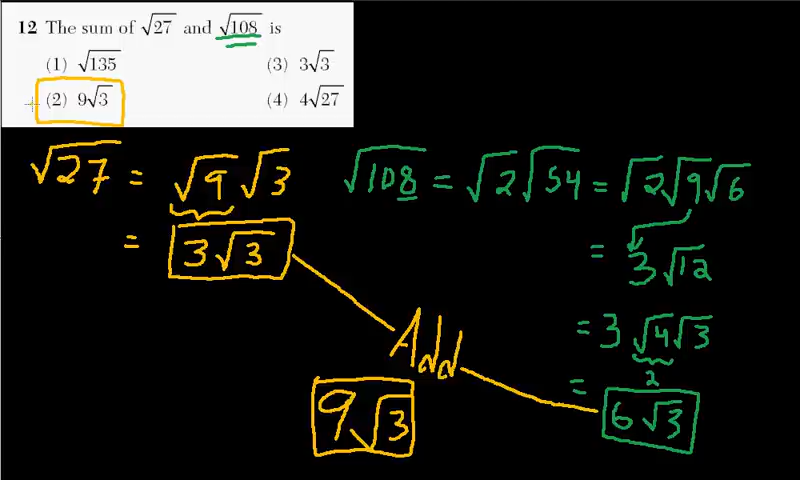 12 The sum of √27 and √108 is
(1) √135 (3) 3√3
(2) 9√3 (4) 4√27
√27 = √9 √3
= 3√3
√108 = √2 √54 = √2 √9 √6
= 3√12
= 3 √4 √3
2
= 6√3
Add
9√3